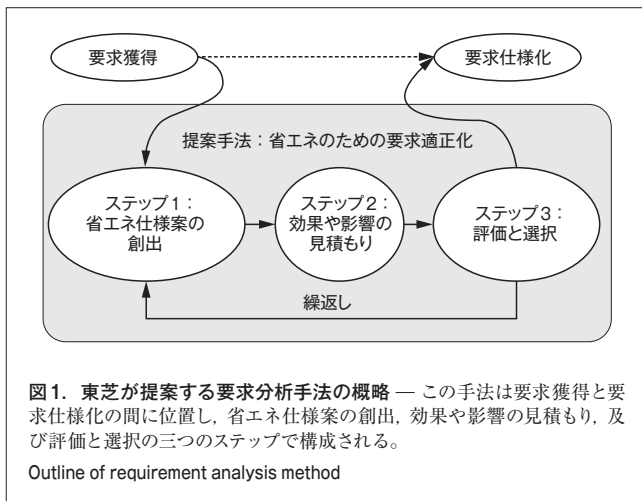 要求獲得
要求仕様化
提案手法：省エネのための要求適正化
ステップ1：
省エネ仕様案の
創出
ステップ2：
効果や影響の
見積もり
ステップ3：
評価と選択
繰返し
図1．東芝が提案する要求分析手法の概略 — この手法は要求獲得と要
求仕様化の間に位置し，省エネ仕様案の創出，効果や影響の見積もり，及
び評価と選択の三つのステップで構成される。
Outline of requirement analysis method